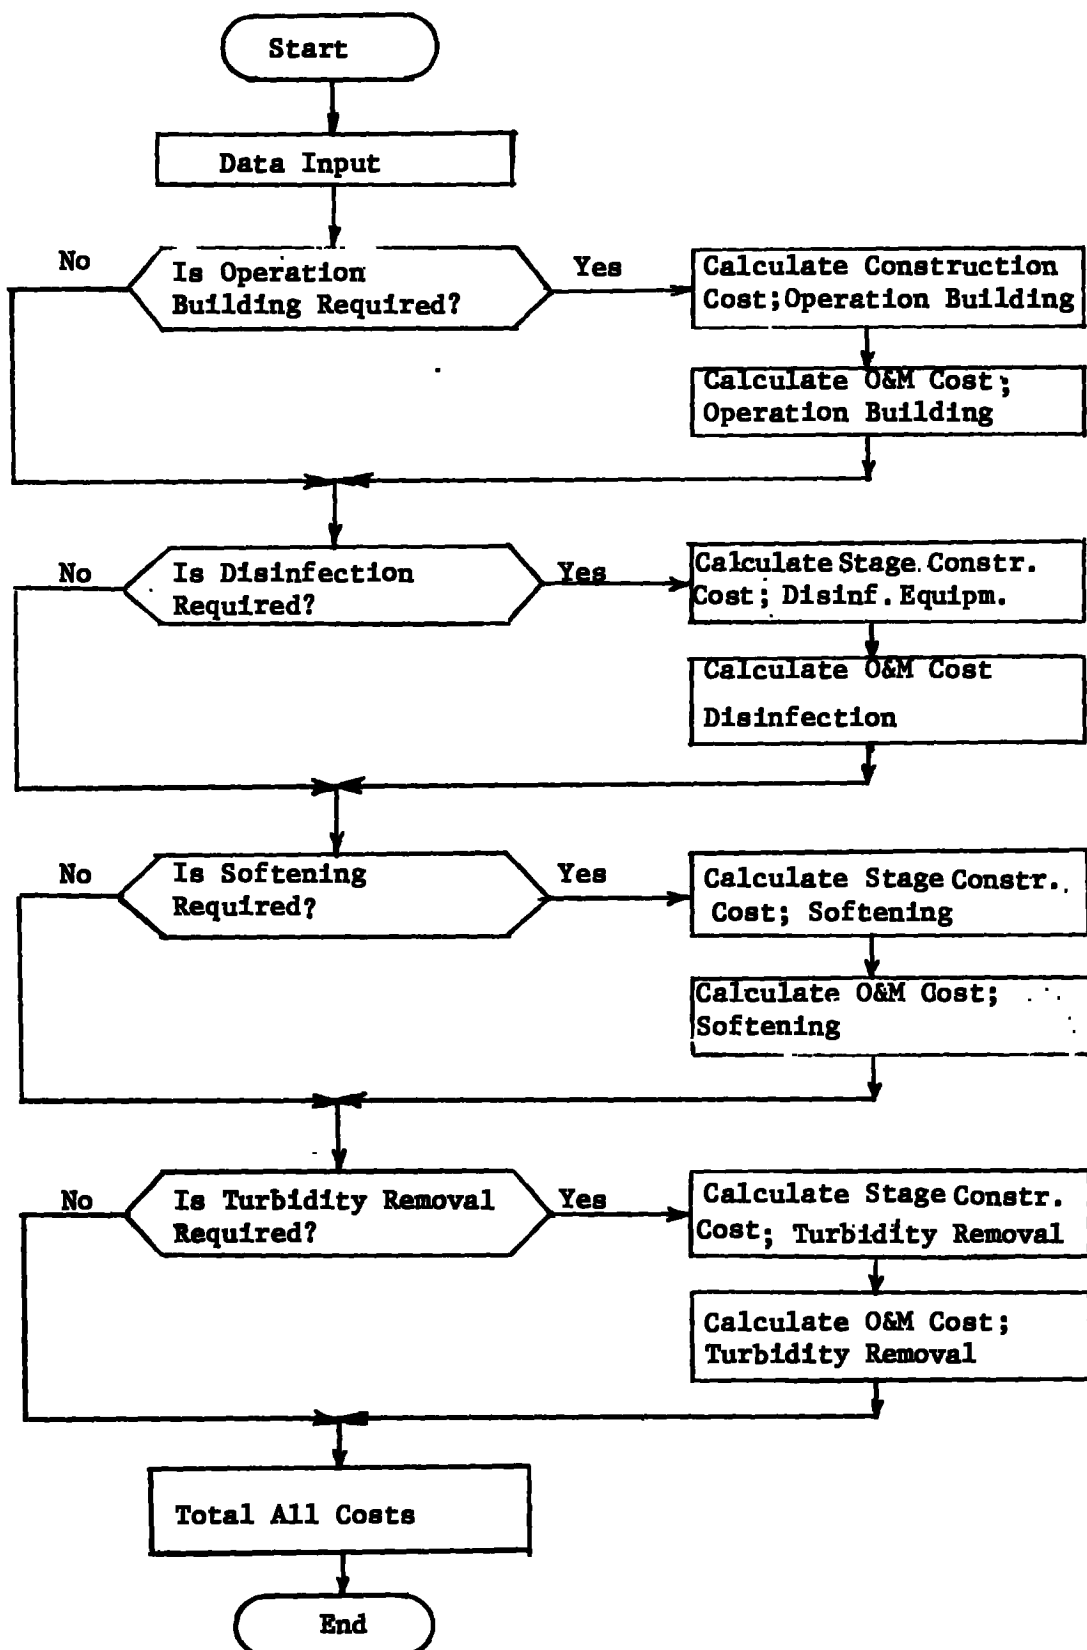 Start
Data Input
No
Is Operation
Building Required?
Yes
Calculate Construction
Cost;Operation Building
Calculate O&M Cost;
Operation Building
No
Is Disinfection
Required?
Yes
Calculate Stage Constr.
Cost; Disinf. Equipm.
Calculate O&M Cost
Disinfection
No
Is Softening
Required?
Yes
Calculate Stage Constr.
Cost; Softening
Calculate O&M Cost;
Softening
No
Is Turbidity Removal
Required?
Yes
Calculate Stage Constr.
Cost; Turbidity Removal
Calculate O&M Cost;
Turbidity Removal
Total All Costs
End